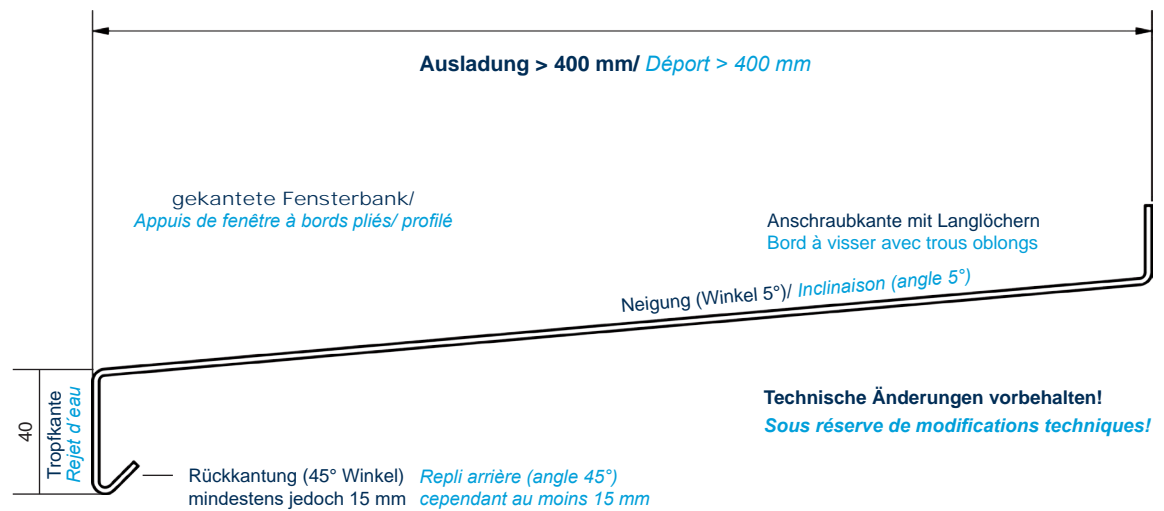 Ausladung > 400 mm/ Déport > 400 mm
gekantete Fensterbank/
Appuis de fenêtre à bords pliés/ profilé
Anschraubkante mit Langlöchern
Bord à visser avec trous oblongs
Neigung (Winkel 5°)/ Inclinaison (angle 5°)
40
Tropfkante
Rejet d´eau
Technische Änderungen vorbehalten!
Sous réserve de modifications techniques!
Rückkantung (45° Winkel) Repli arrière (angle 45°)
mindestens jedoch 15 mm cependant au moins 15 mm